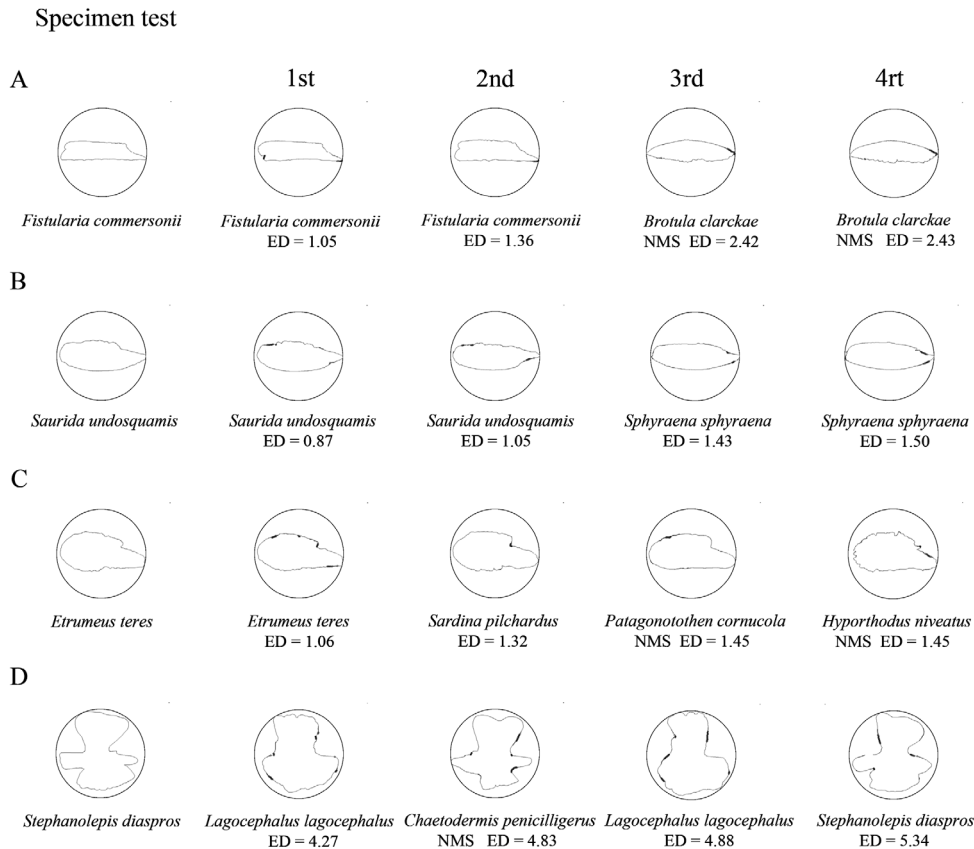 Specimen test
A 1st 2nd 3rd 4rt
Fistularia commersonii Fistularia commersonii Fistularia commersonii Brotula clarckae Brotula clarckae
ED = 1.05 ED = 1.36 NMS ED = 2.42 NMS ED = 2.43
B
Saurida undosquamis Saurida undosquamis Saurida undosquamis Sphyraena sphyraena Sphyraena sphyraena
ED = 0.87 ED = 1.05 ED = 1.43 ED = 1.50
C
Etrumeus teres Etrumeus teres Sardina pilchardus Patagonotothen cornucola Hyporthodus niveatus
ED = 1.06 ED = 1.32 NMS ED = 1.45 NMS ED = 1.45
D
Stephanolepis diaspros Lagocephalus lagocephalus Chaetodermis penicilligerus Lagocephalus lagocephalus Stephanolepis diaspros
ED = 4.27 NMS ED = 4.83 ED = 4.88 ED = 5.34